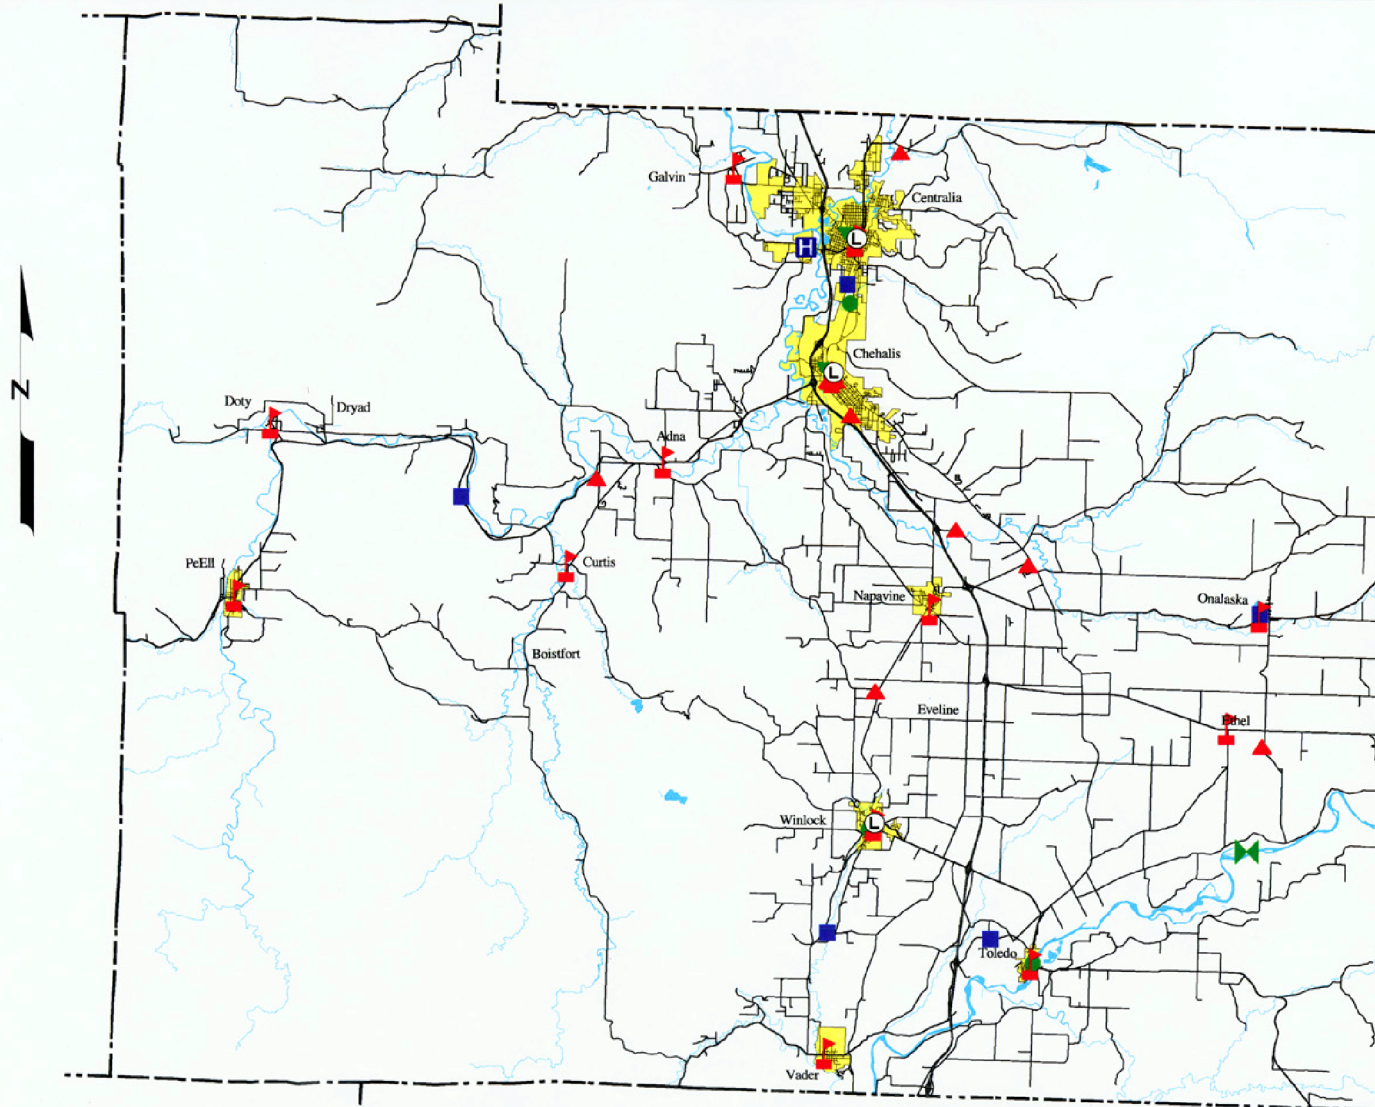 Galvin
Centralia
H
L
Chehalis
L
N
Doty
Dryad
Adna
PeEll
Curtis
Napavine
Onalaska
Boistfort
Eveline
Ethel
Winlock
L
Toledo
Vader